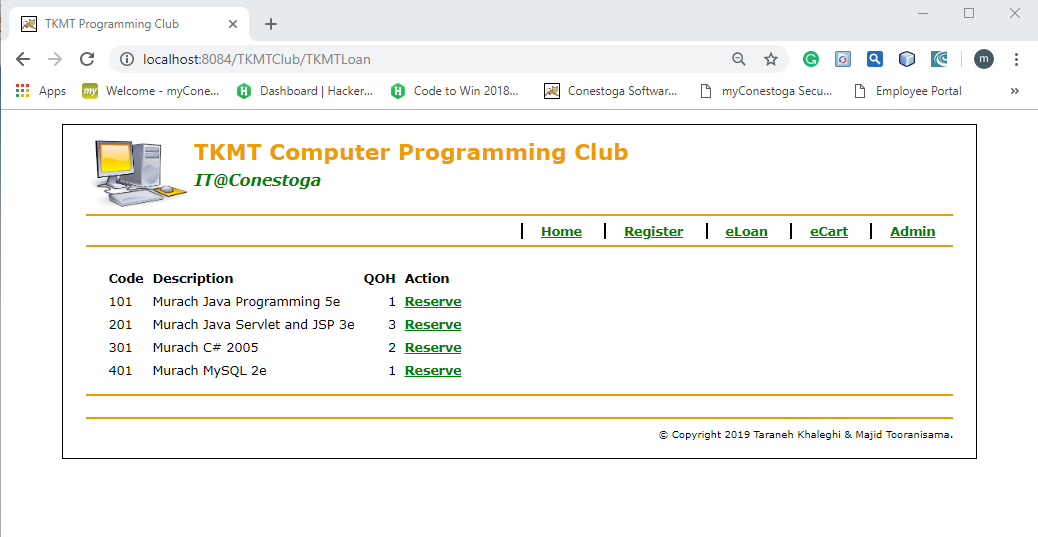 TKMT Programming Club
localhost:8084/TKMTClub/TKMTLoan
m
Apps my Welcome - myCone... Dashboard | Hacker... Code to Win 2018... Conestoga Softwar... myConestoga Secu... Employee Portal »
TKMT Computer Programming Club
IT@Conestoga
Home Register eLoan eCart Admin
Code Description QOH Action
101 Murach Java Programming 5e 1 Reserve
201 Murach Java Servlet and JSP 3e 3 Reserve
301 Murach C# 2005 2 Reserve
401 Murach MySQL 2e 1 Reserve
© Copyright 2019 Taraneh Khaleghi & Majid Tooranisama.